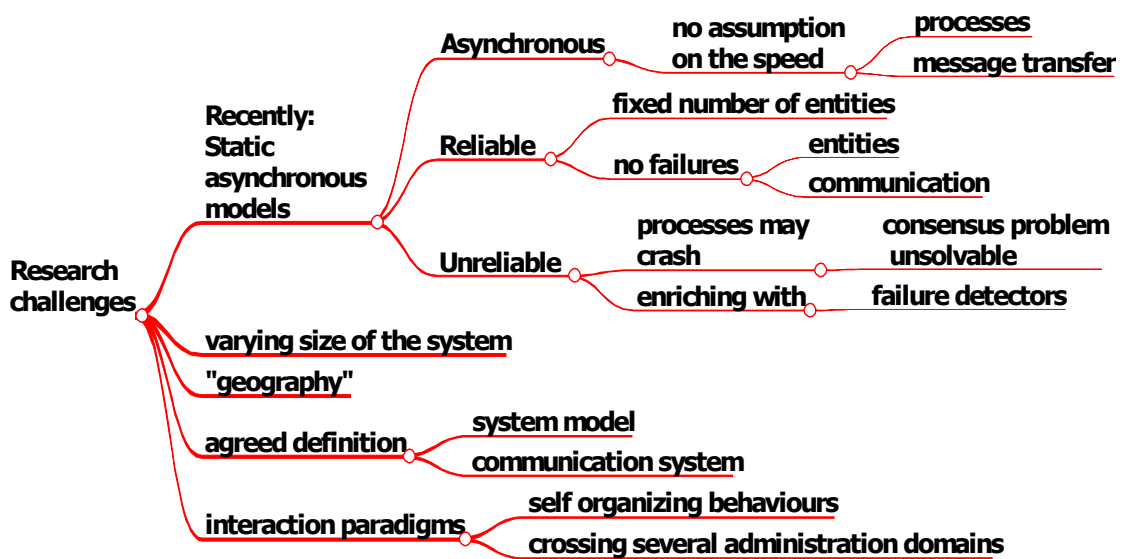 Research
challenges
Recently:
Static
asynchronous
models
Asynchronous
no assumption
on the speed
processes
message transfer
Reliable
fixed number of entities
no failures
entities
communication
Unreliable
processes may
crash
consensus problem
unsolvable
enriching with
failure detectors
varying size of the system
"geography"
agreed definition
system model
communication system
interaction paradigms
self organizing behaviours
crossing several administration domains